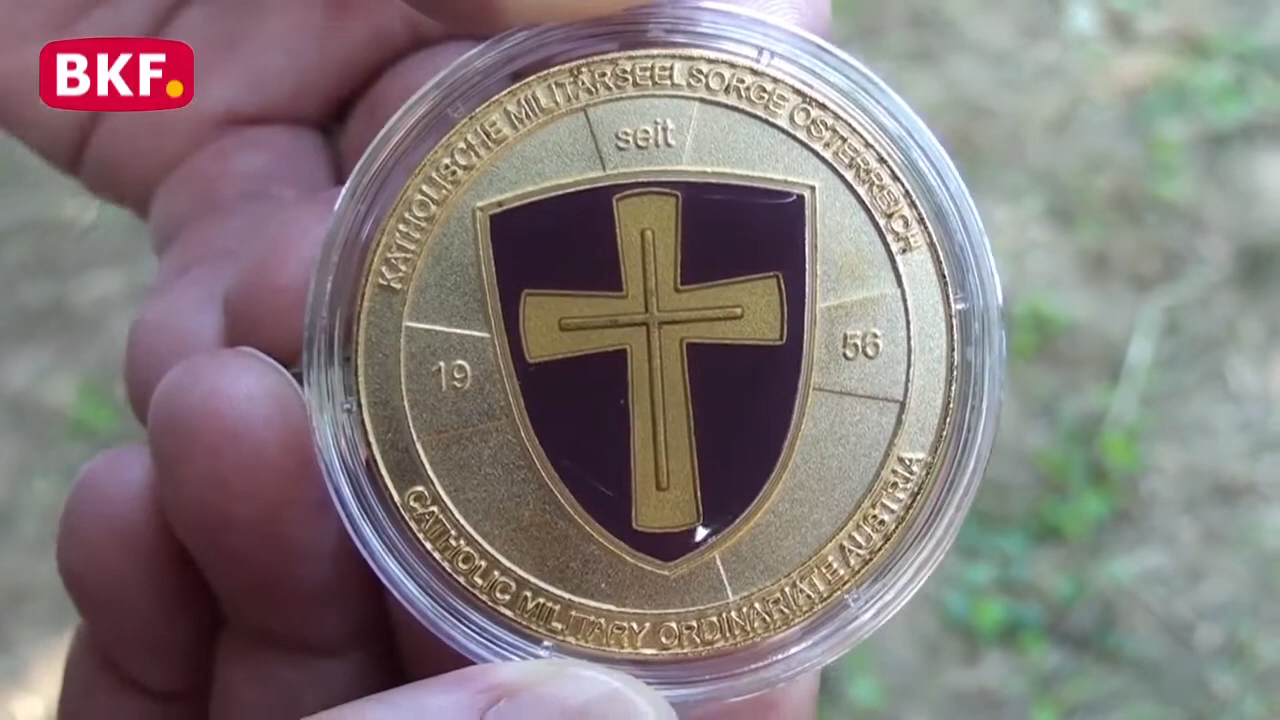 BKF.
KATHOLISCHE MILITÄRSEELSORGE ÖSTERREICH
seit
19 56
CATHOLIC MILITARY ORDINARIATE AUSTRIA